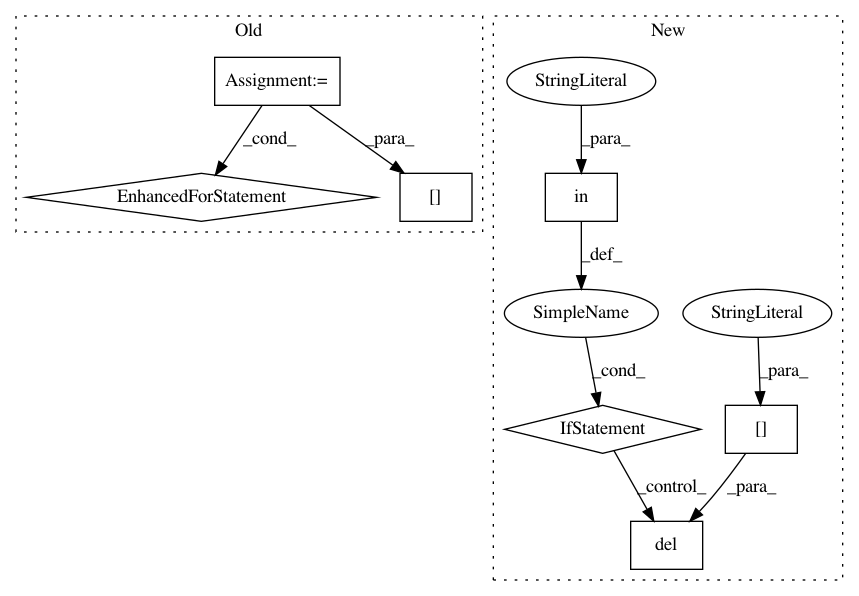 Old
New
Assignment:=
StringLiteral
_cond_
_para_
_para_
EnhancedForStatement
[]
in
_def_
SimpleName
StringLiteral
_cond_
_para_
IfStatement
[]
_control_
_para_
del